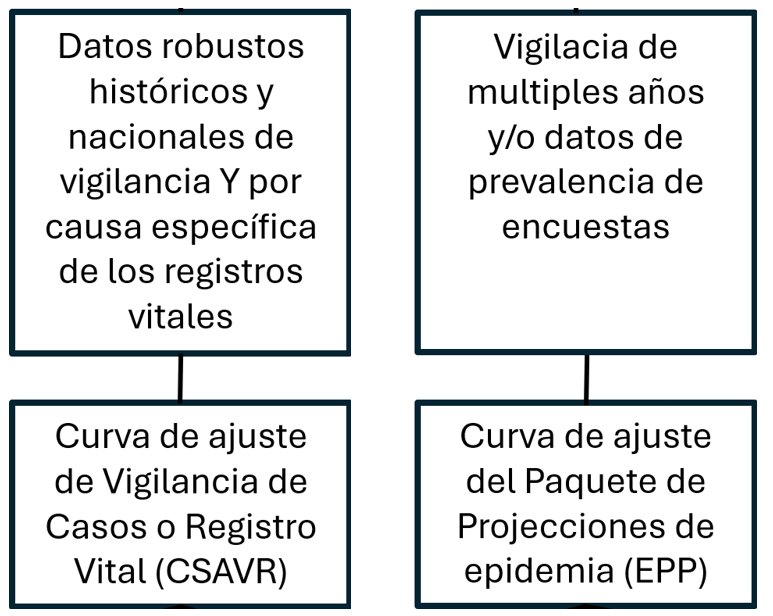 Datos robustos
históricos y
nacionales de
vigilancia Y por
causa específica
de los registros
vitales
Vigilacia de
multiples años
y/o datos de
prevalencia de
encuestas
Curva de ajuste
de Vigilancia de
Casos o Registro
Vital (CSAVR)
Curva de ajuste
del Paquete de
Projecciones de
epidemia (EPP)